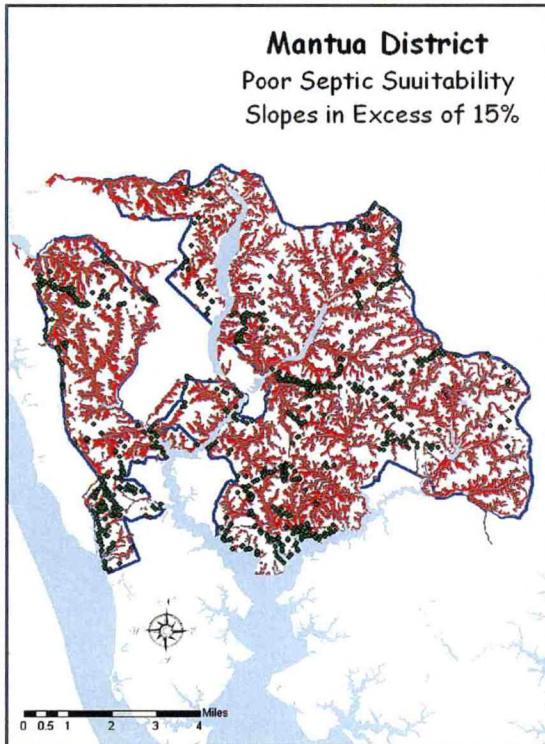 Mantua District
Poor Septic Suuitability
Slopes in Excess of 15%
Miles
0 0.5 1 2 3 4